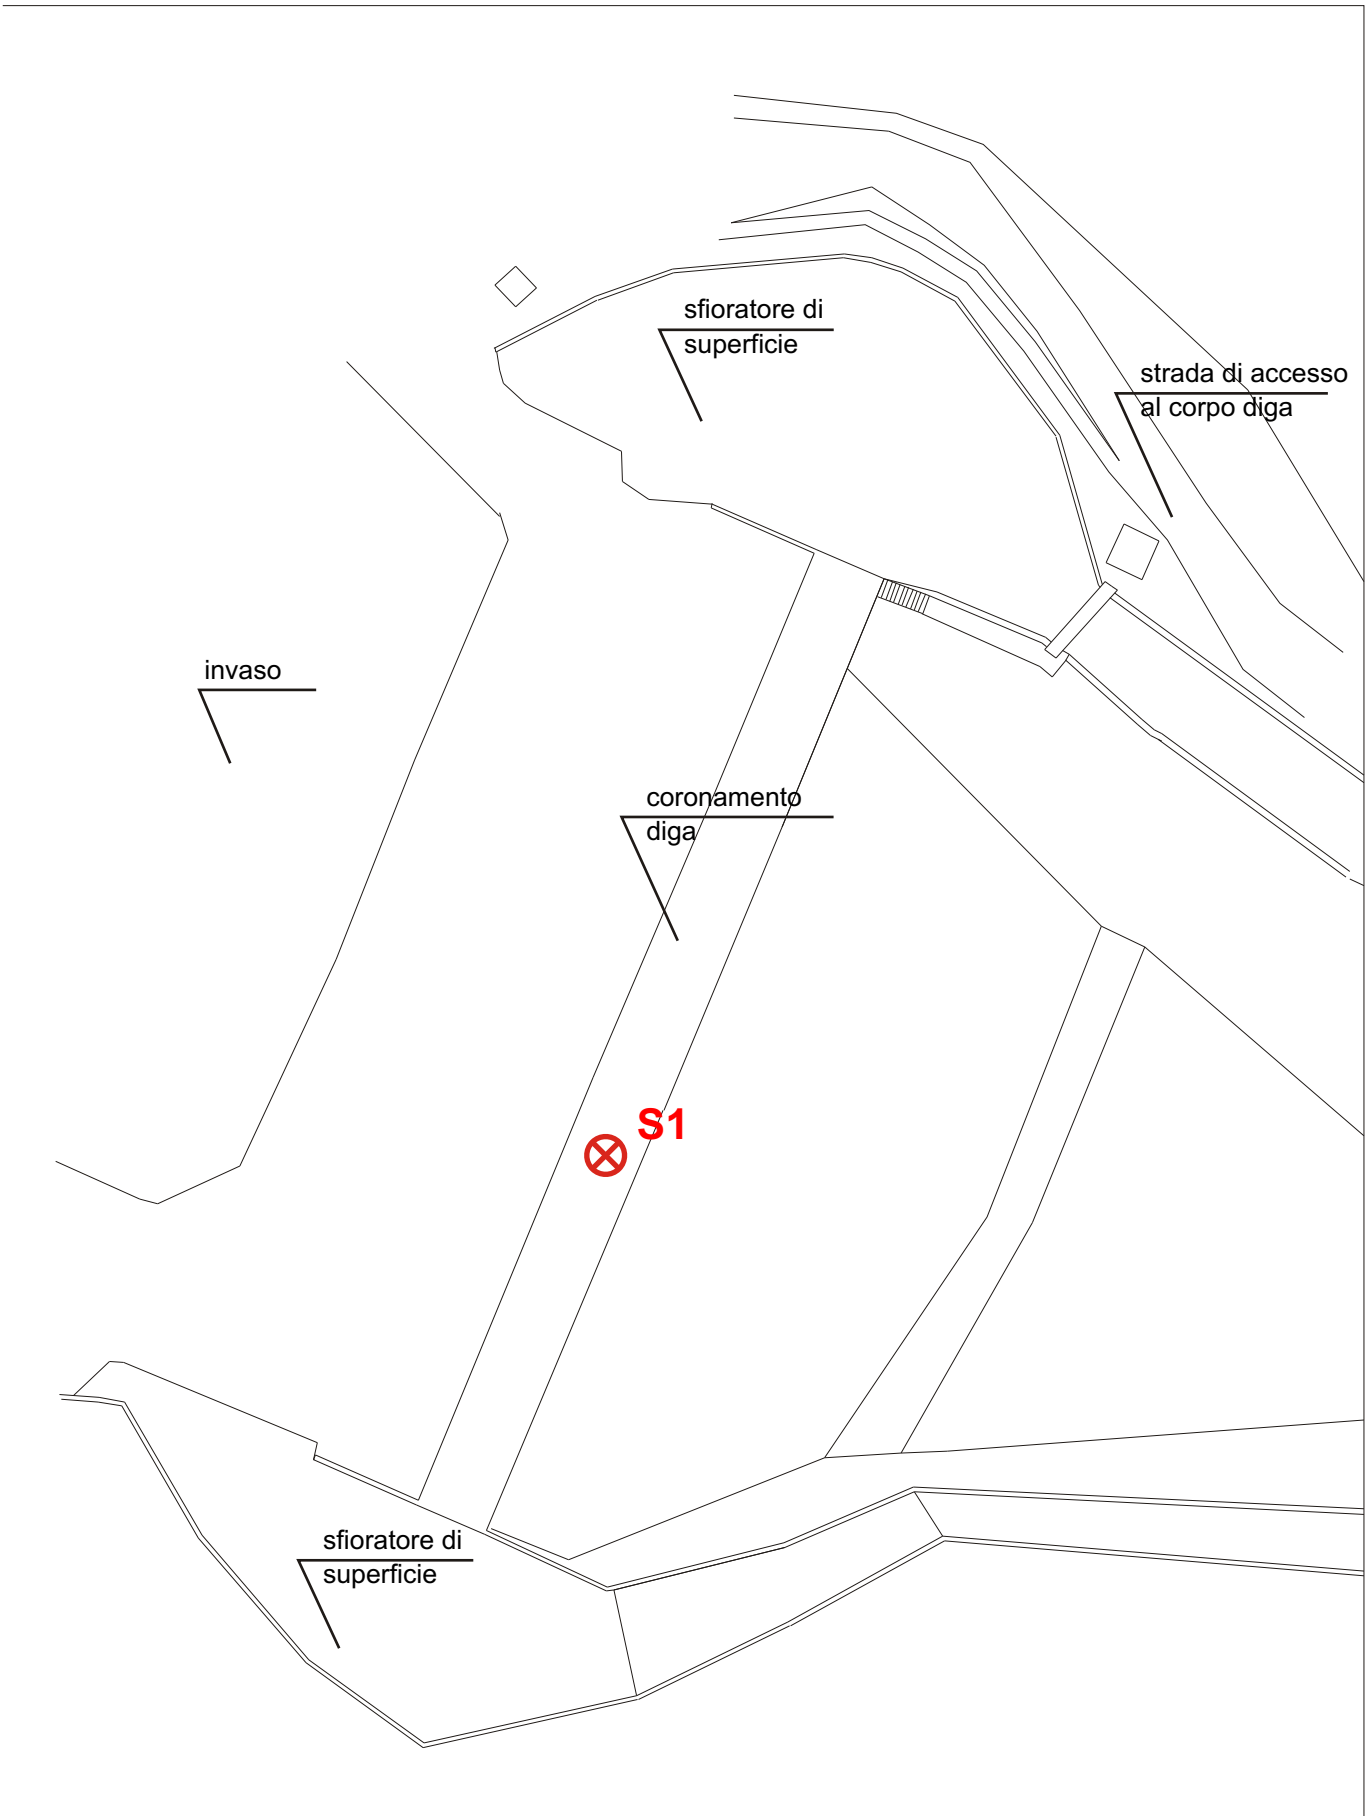 sfioratore di
superficie
strada di accesso
al corpo diga
invaso
coronamento
diga
S1
sfioratore di
superficie